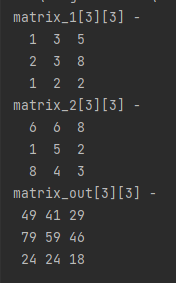 matrix_1[3][3] -
1 3 5
2 3 8
1 2 2
matrix_2[3][3] -
6 6 8
1 5 2
8 4 3
matrix_out[3][3] -
49 41 29
79 59 46
24 24 18